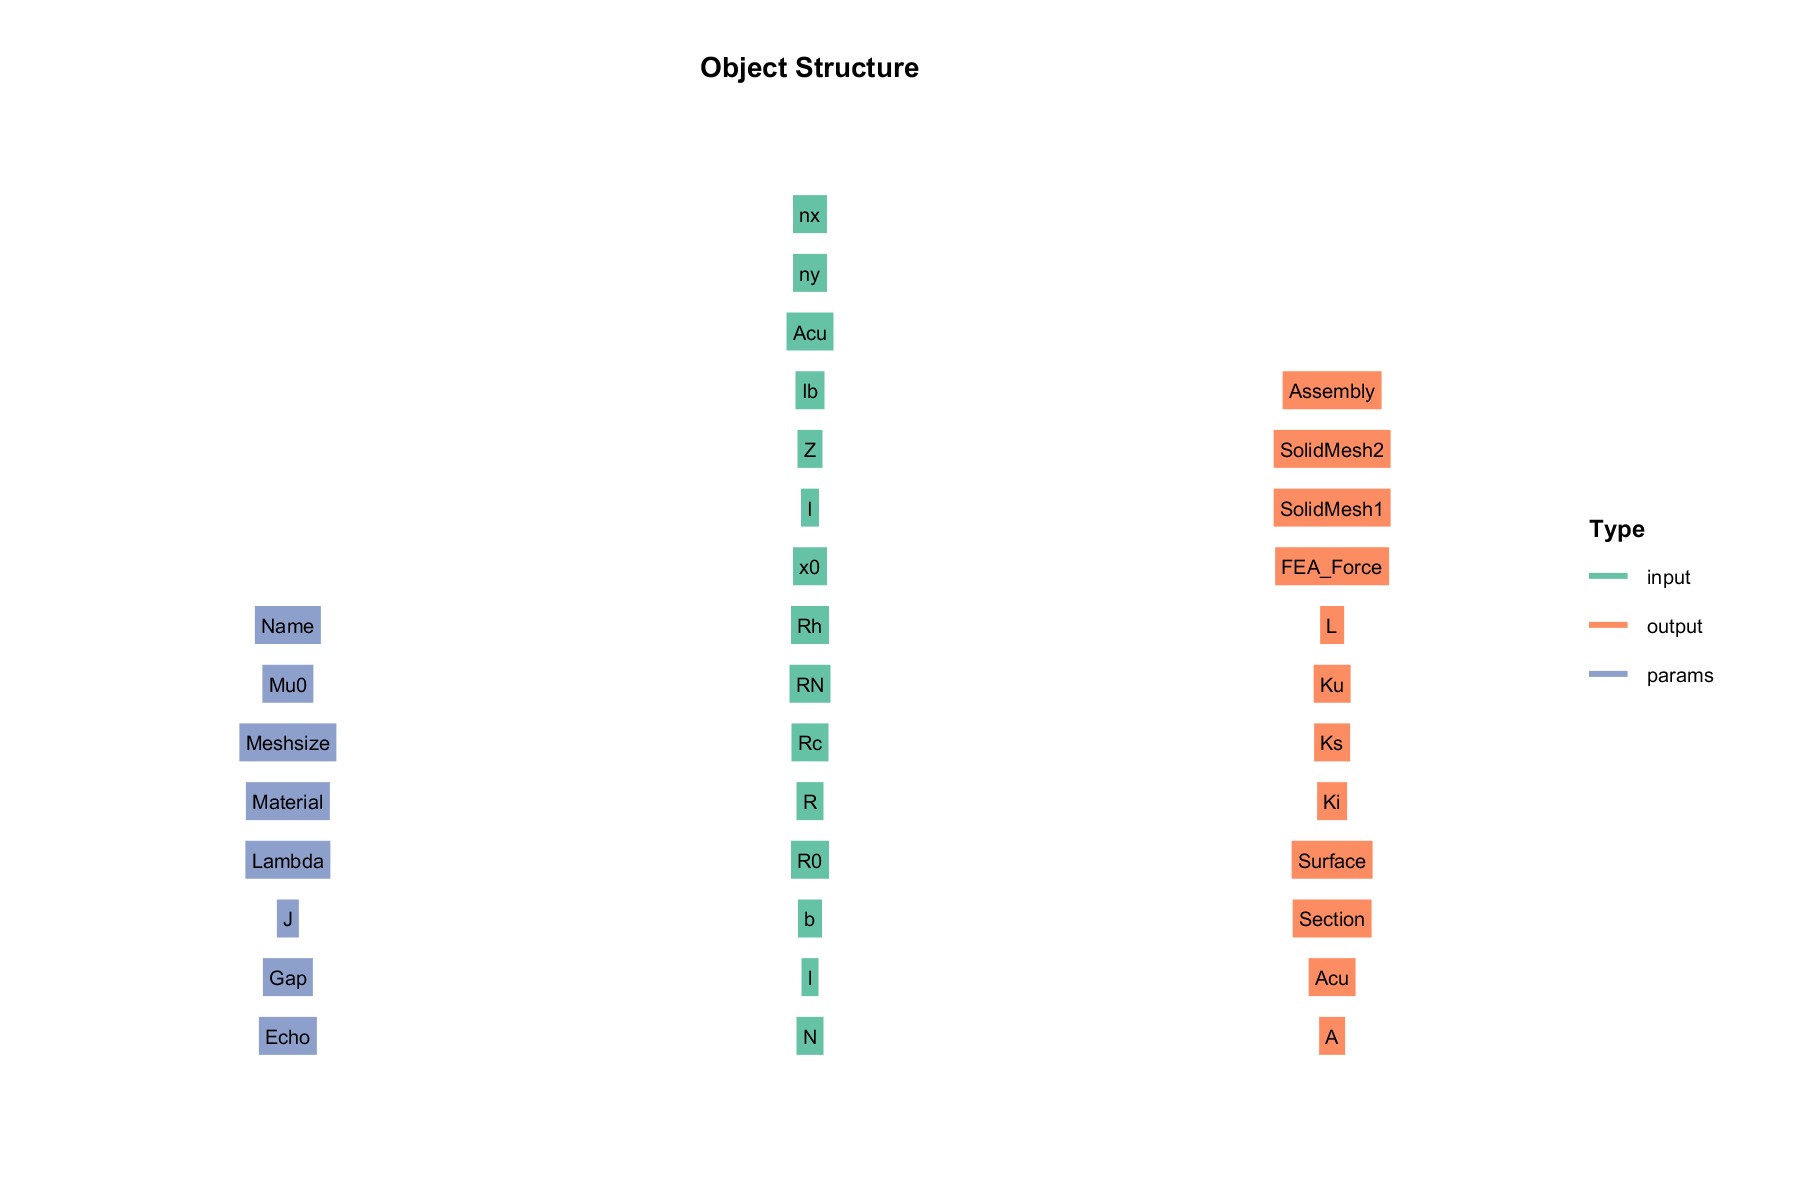 Object Structure
nx
ny
Acu
Ib
Assembly
Z
SolidMesh2
I
SolidMesh1
x0
FEA_Force
Type
input
output
params
Name
Rh
L
Mu0
RN
Ku
Meshsize
Rc
Ks
Material
R
Ki
Lambda
R0
Surface
J
b
Section
Gap
l
Acu
Echo
N
A